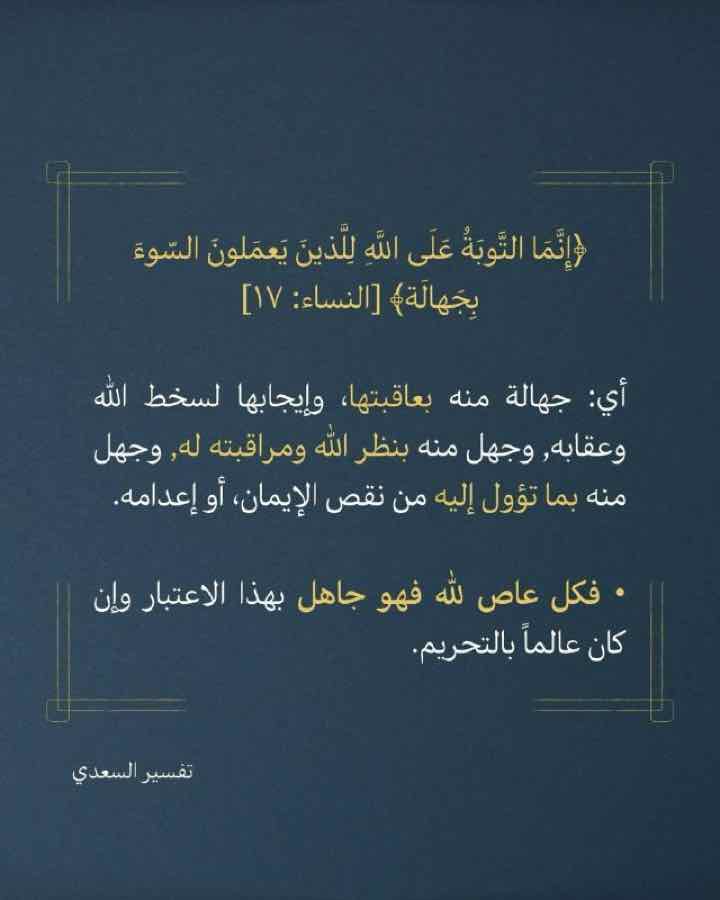 ﴿إِنَّمَا التَّوبَةُ عَلَى اللَّهِ لِلَّذينَ يَعمَلونَ السّوءَ
بِجَهالَة﴾ [النساء: ١٧]
أي: جهالة منه بعاقبتها، وإيجابها لسخط الله
وعقابه, وجهل منه بنظر الله ومراقبته له, وجهل
منه بما تؤول إليه من نقص الإيمان، أو إعدامه.
• فكل عاص لله فهو جاهل بهذا الاعتبار وإن
كان عالماً بالتحريم.
تفسير السعدي